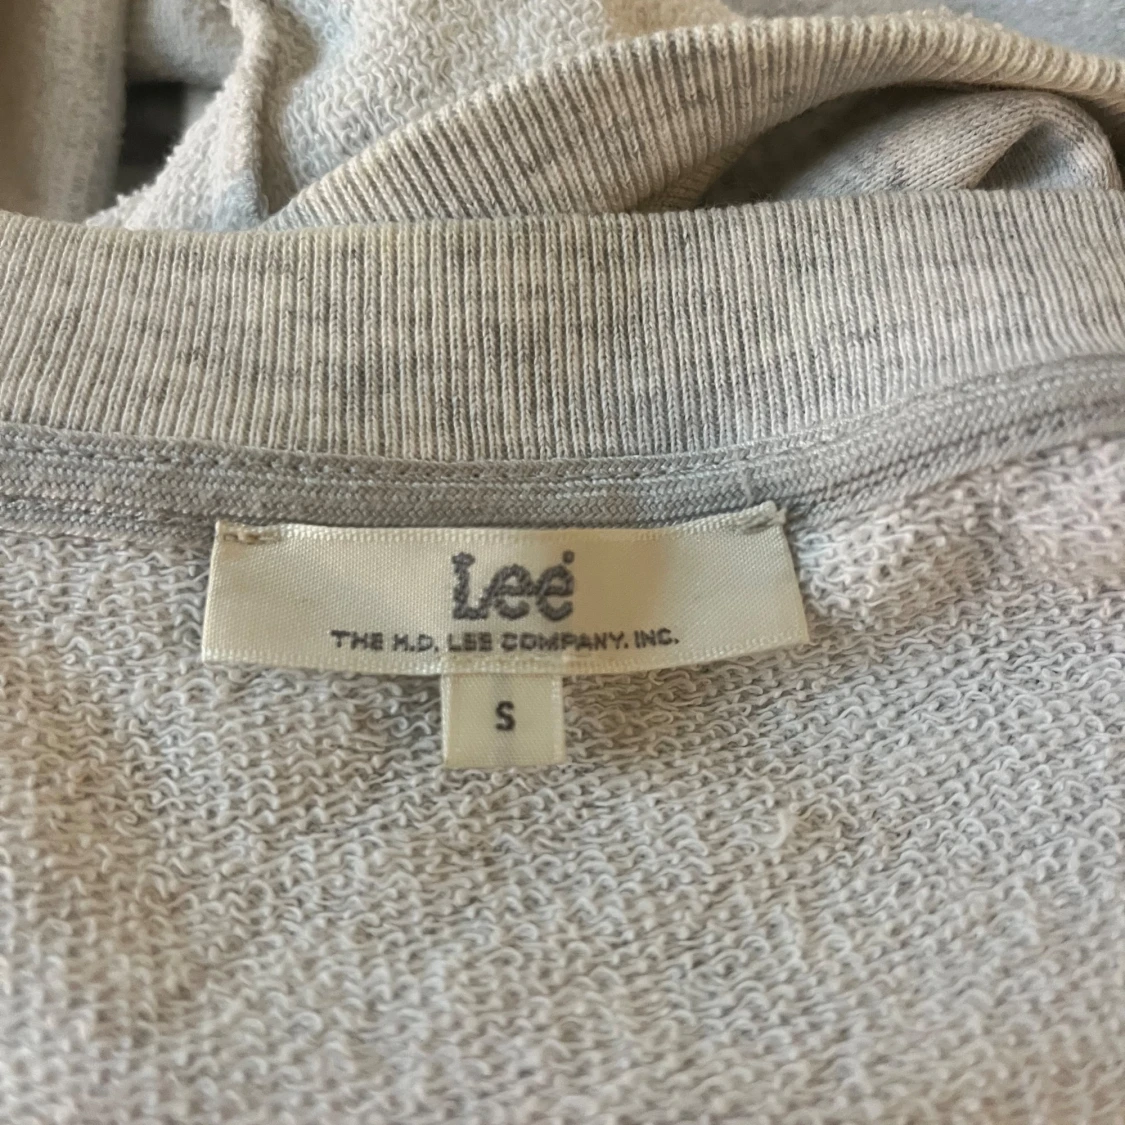 Lee®
THE H.D. LEE COMPANY. INC.
S